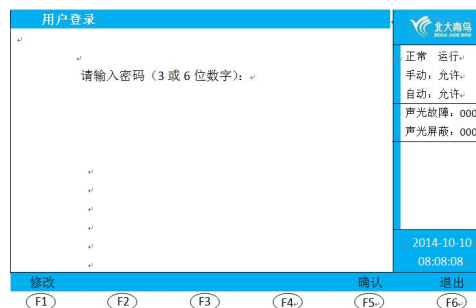 用户登录
北大青鸟
BEIDA JADE BIRD
请输入密码（3 或 6 位数字）：
正常 运行
手动：允许
自动：允许
声光故障：000
声光屏蔽：000
2014-10-10
08:08:08
修改 确认 退出
F1 F2 F3 F4 F5 F6